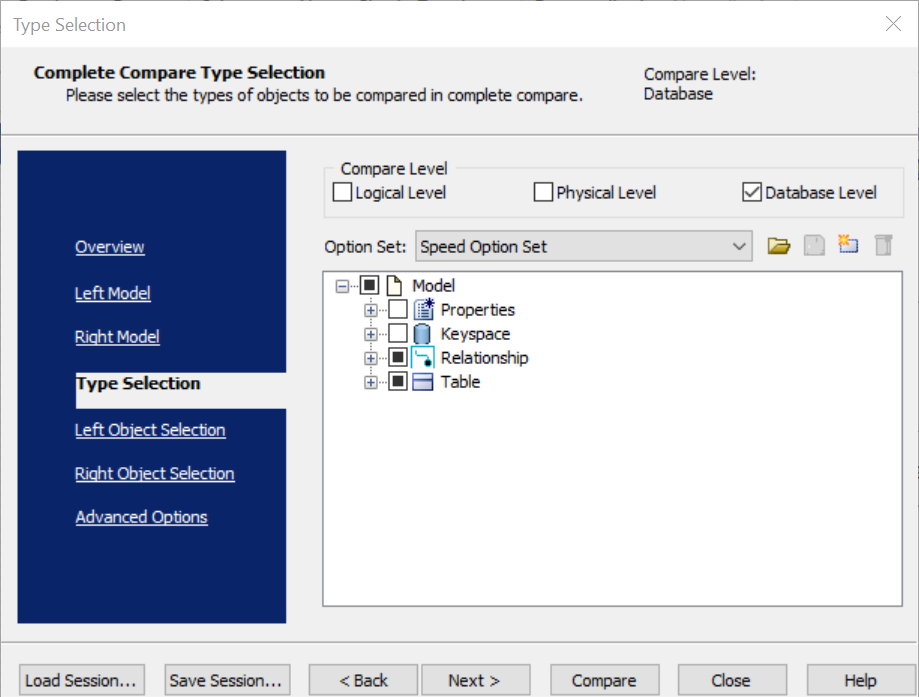 Type Selection
Complete Compare Type Selection
Please select the types of objects to be compared in complete compare.
Compare Level:
Database
Overview
Left Model
Right Model
Type Selection
Left Object Selection
Right Object Selection
Advanced Options
Compare Level
Logical Level
Physical Level
Database Level
Option Set:
Speed Option Set
Model
Properties
Keyspace
Relationship
Table
Load Session...
Save Session...
< Back
Next >
Compare
Close
Help